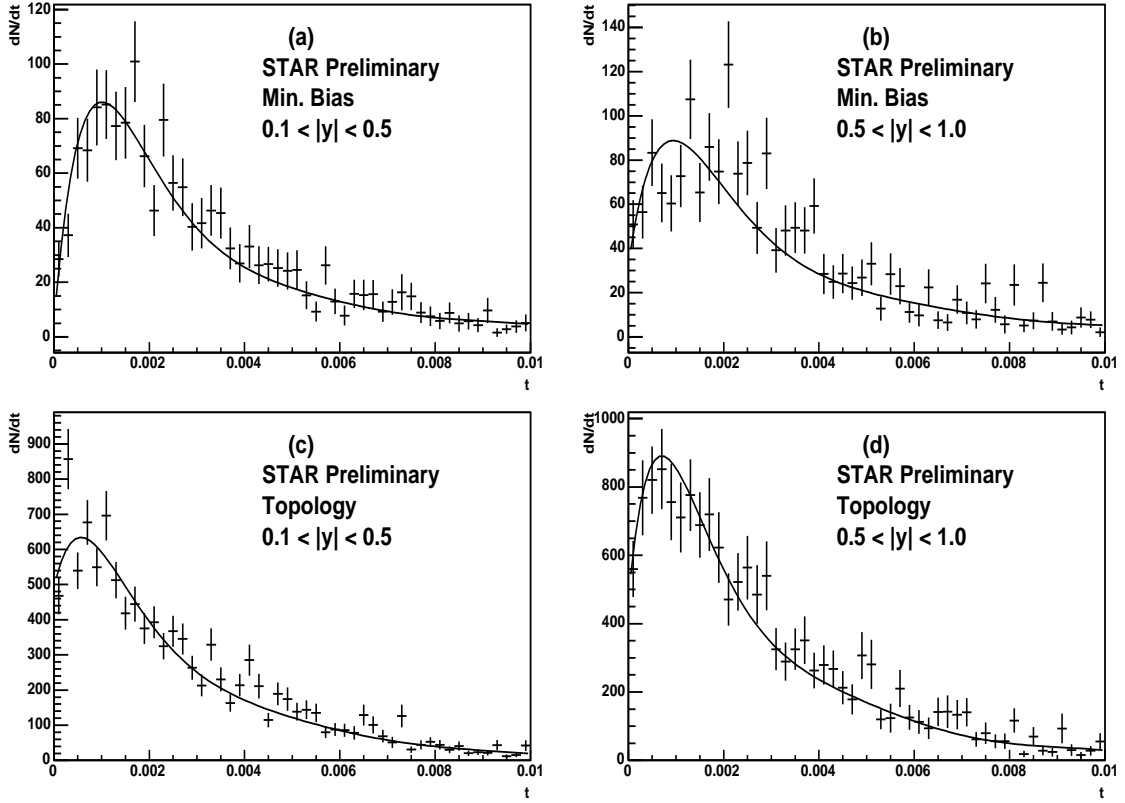 dN/dt
120
100
80
60
40
20
0
(a)
STAR Preliminary
Min. Bias
0.1 < |y| < 0.5
0 0.002 0.004 0.006 0.008 0.01
t
dN/dt
140
120
100
80
60
40
20
0
(b)
STAR Preliminary
Min. Bias
0.5 < |y| < 1.0
0 0.002 0.004 0.006 0.008 0.01
t
dN/dt
900
800
700
600
500
400
300
200
100
0
(c)
STAR Preliminary
Topology
0.1 < |y| < 0.5
0 0.002 0.004 0.006 0.008 0.01
t
dN/dt
1000
800
600
400
200
0
(d)
STAR Preliminary
Topology
0.5 < |y| < 1.0
0 0.002 0.004 0.006 0.008 0.01
t